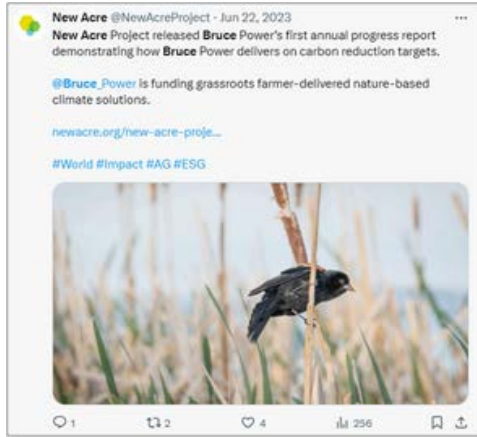 New Acre @NewAcreProject · Jun 22, 2023 ...
New Acre Project released Bruce Power's first annual progress report
demonstrating how Bruce Power delivers on carbon reduction targets.
@Bruce_Power is funding grassroots farmer-delivered nature-based
climate solutions.
newacre.org/new-acre-proje...
#World #Impact #AG #ESG
1 2 4 256